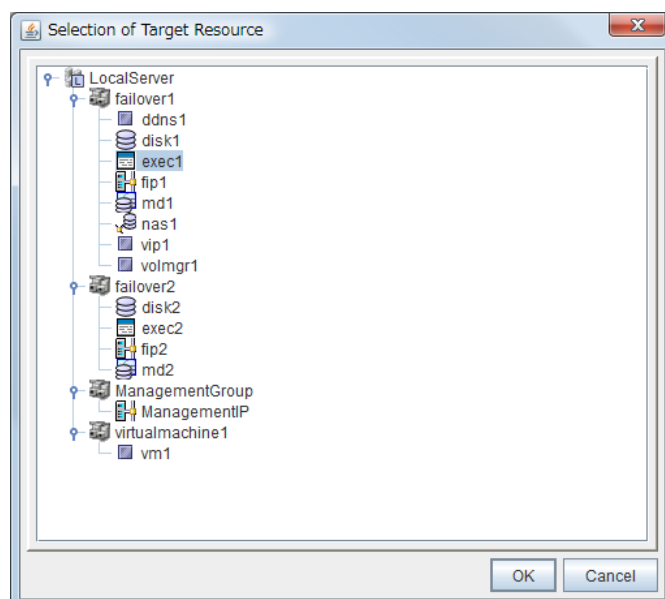 Selection of Target Resource
LocalServer
failover1
ddns1
disk1
exec1
fip1
md1
nas1
vip1
volmgr1
failover2
disk2
exec2
fip2
md2
ManagementGroup
ManagementIP
virtualmachine1
vm1
OK Cancel